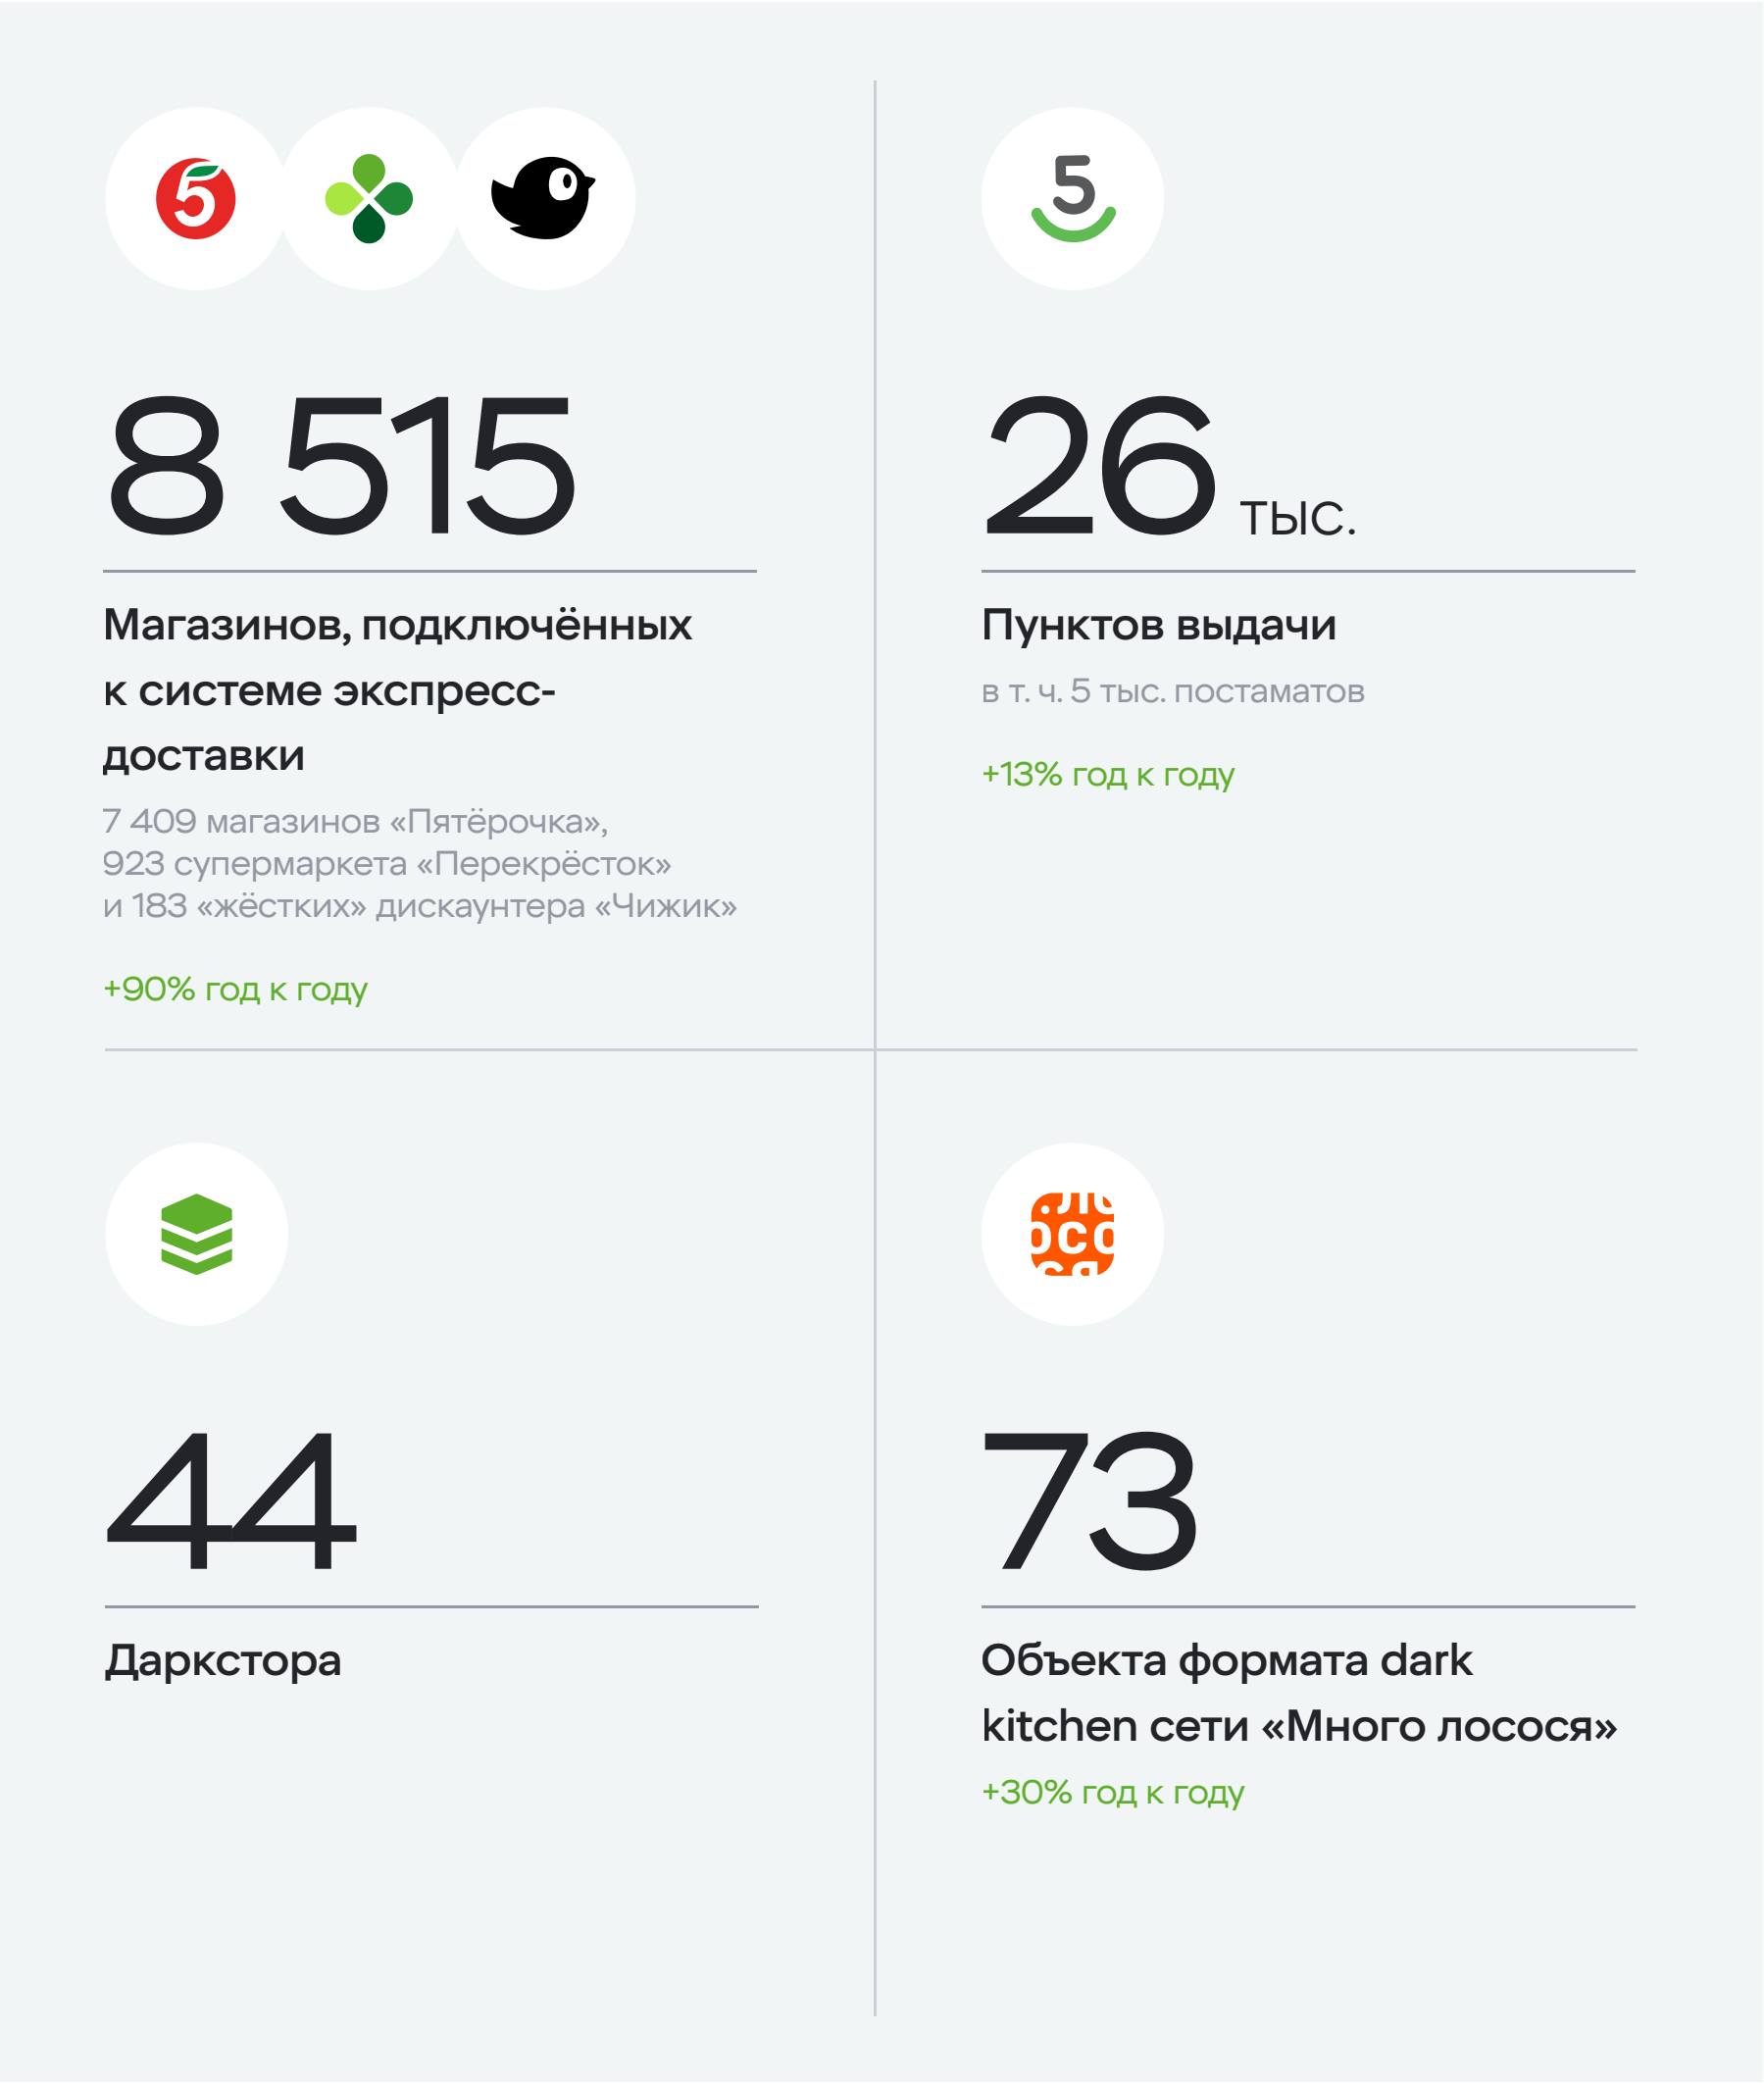 8 515
Магазинов, подключённых
к системе экспресс-
доставки
7 409 магазинов «Пятёрочка»,
923 супермаркета «Перекрёсток»
и 183 «жёстких» дискаунтера «Чижик»
+90% год к году
5
26 тыс.
Пунктов выдачи
в т. ч. 5 тыс. постаматов
+13% год к году
44
Даркстора
73
Объекта формата dark
kitchen сети «Много лосося»
+30% год к году